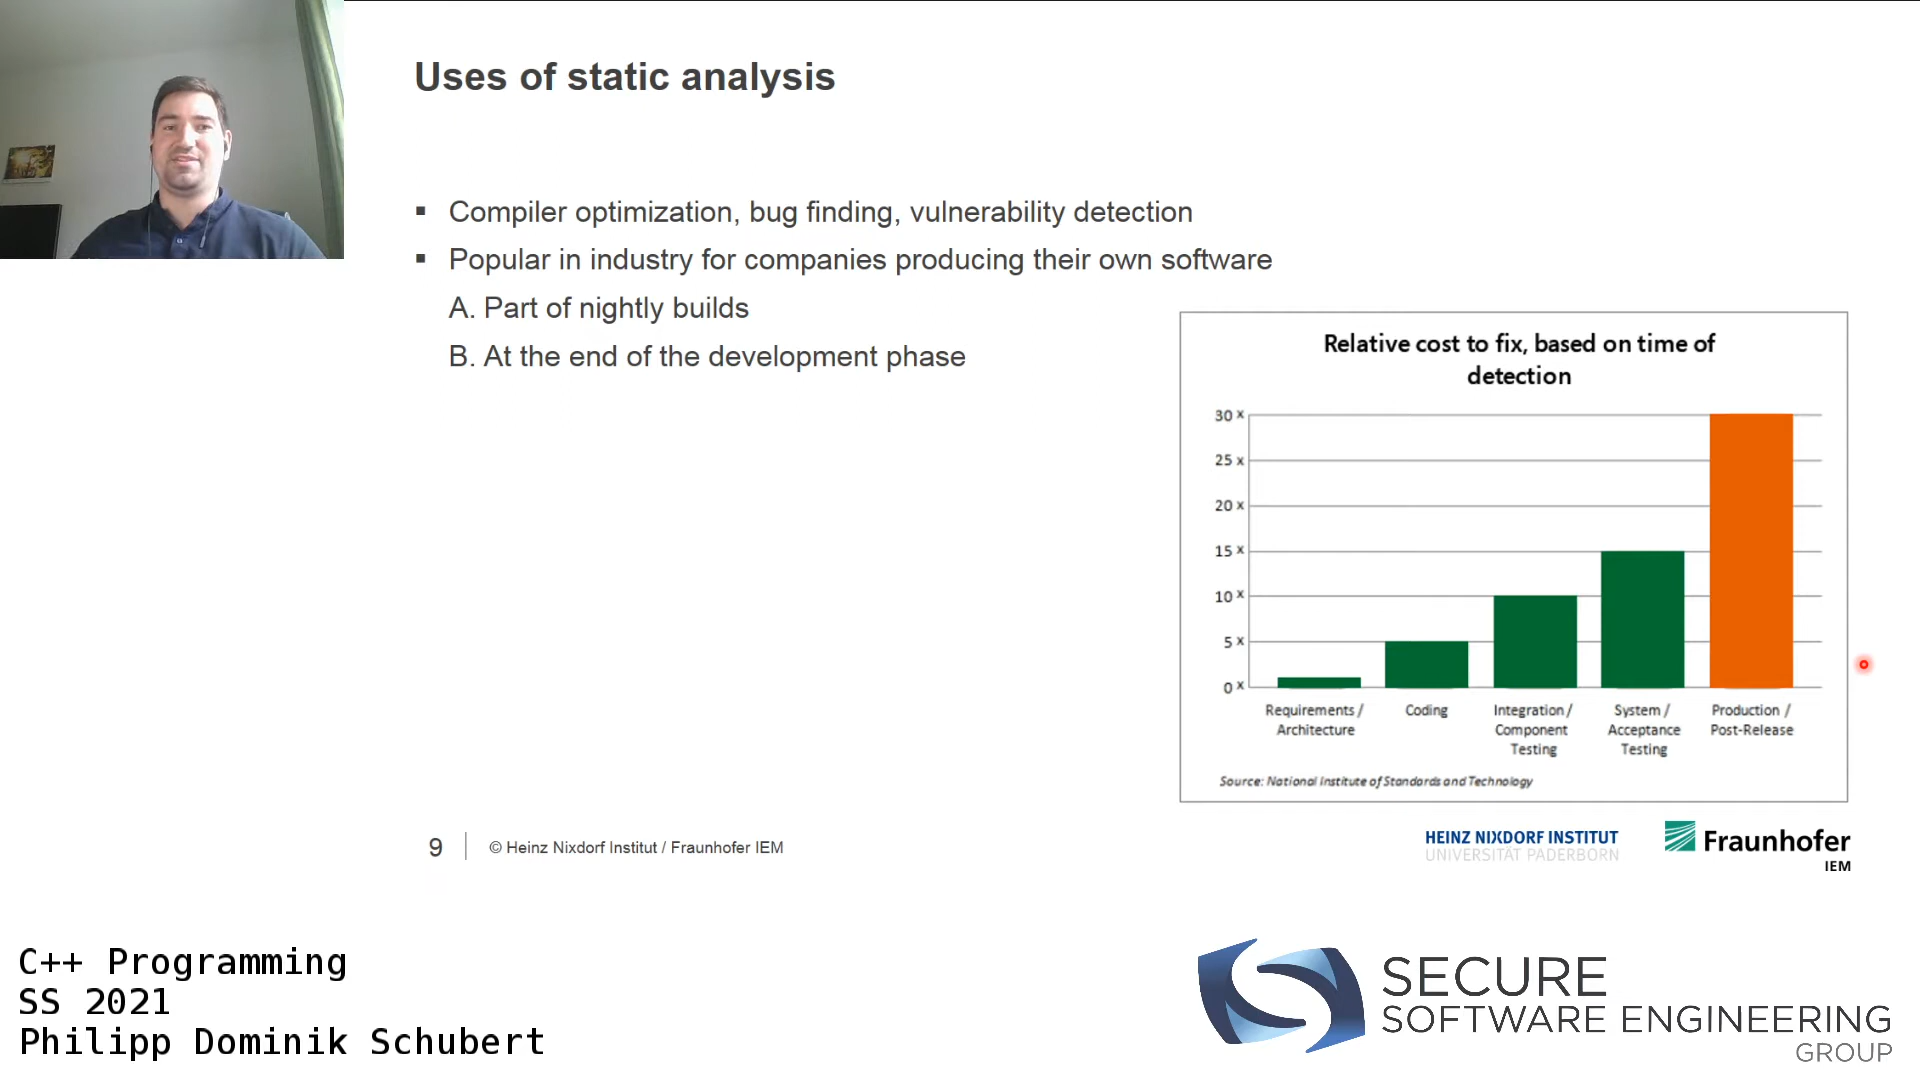 Uses of static analysis
▪ Compiler optimization, bug finding, vulnerability detection
▪ Popular in industry for companies producing their own software
A. Part of nightly builds
B. At the end of the development phase
Relative cost to fix, based on time of
detection
30 x
25 x
20 x
15 x
10 x
5 x
0 x
Requirements /
Architecture
Coding
Integration /
Component
Testing
System /
Acceptance
Testing
Production /
Post-Release
Source: National Institute of Standards and Technology
9
© Heinz Nixdorf Institut / Fraunhofer IEM
HEINZ NIXDORF INSTITUT
UNIVERSITÄT PADERBORN
Fraunhofer
IEM
C++ Programming
SS 2021
Philipp Dominik Schubert
SECURE
SOFTWARE ENGINEERING
GROUP